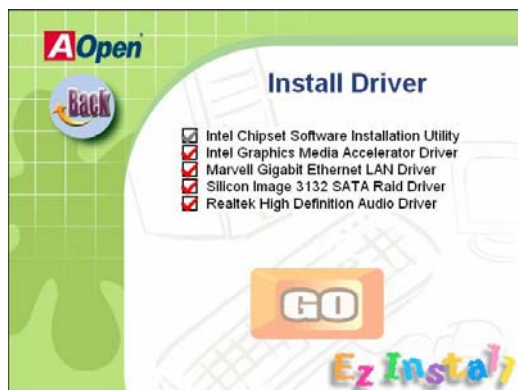 AOpen
Back
Install Driver
Intel Chipset Software Installation Utility
Intel Graphics Media Accelerator Driver
Marvell Gigabit Ethernet LAN Driver
Silicon Image 3132 SATA Raid Driver
Realtek High Definition Audio Driver
GO
Ez Install